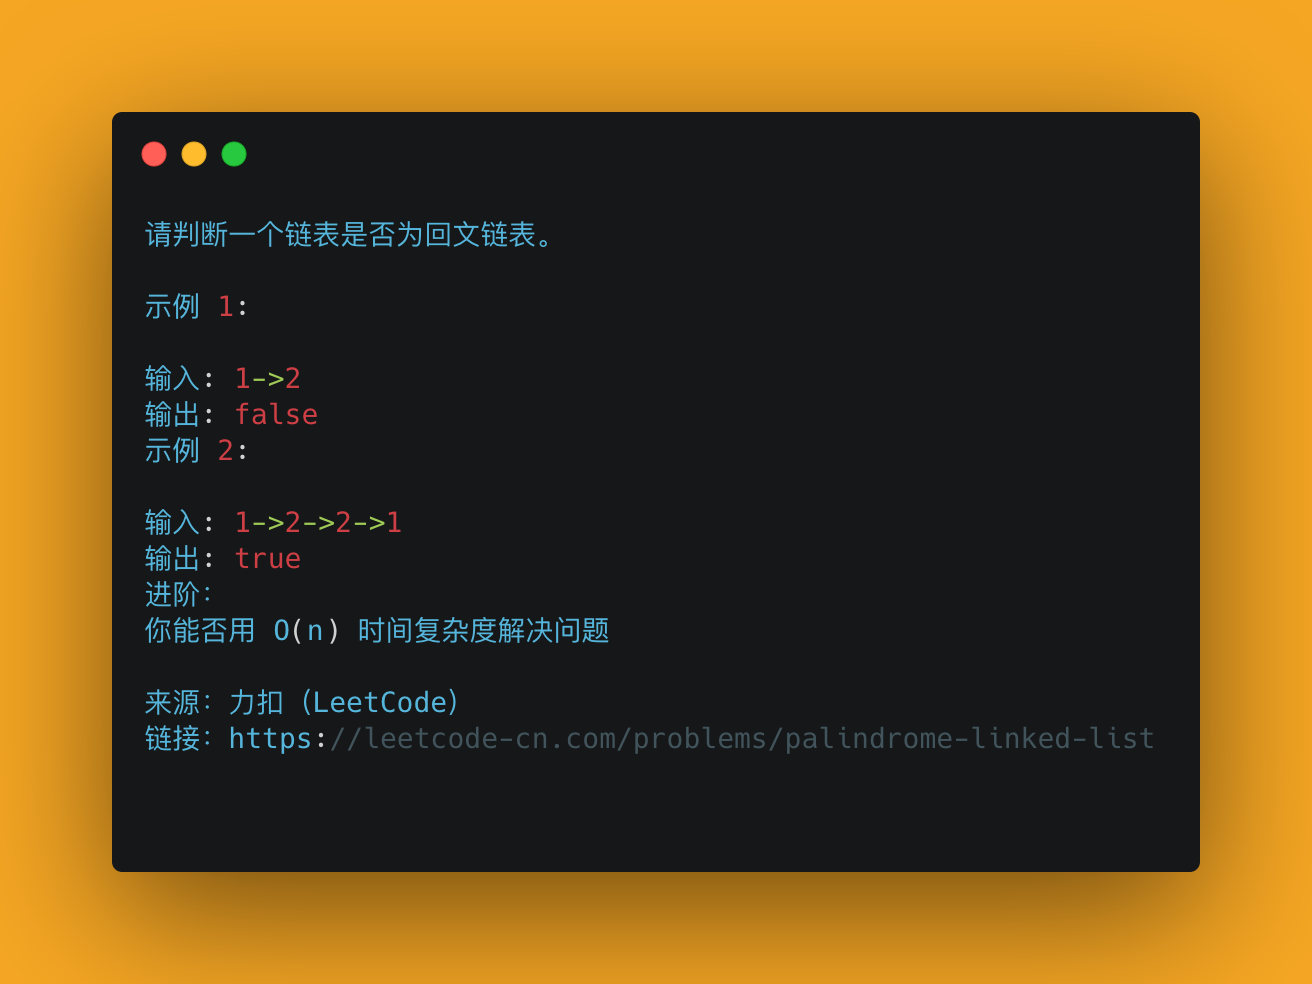 请判断一个链表是否为回文链表。
示例 1:
输入: 1->2
输出: false
示例 2:
输入: 1->2->2->1
输出: true
进阶：
你能否用 O(n) 时间复杂度解决问题
来源：力扣（LeetCode）
链接：https://leetcode-cn.com/problems/palindrome-linked-list